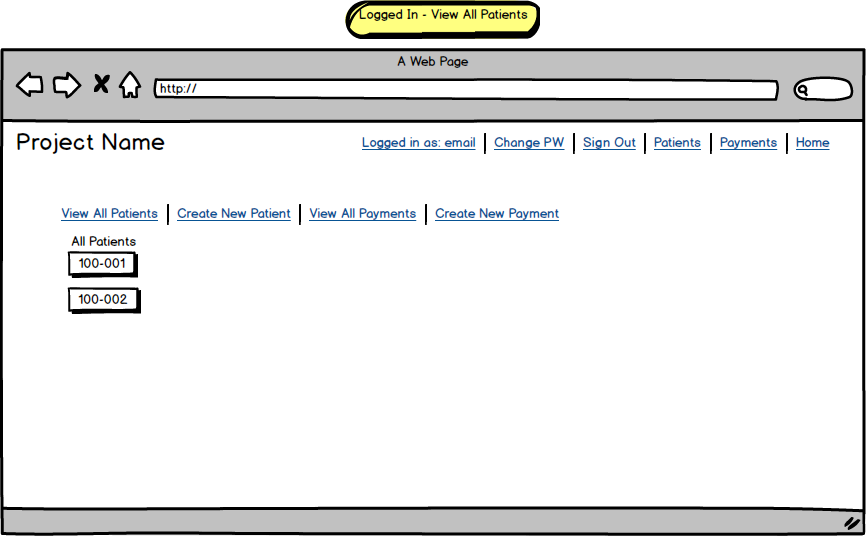 Logged In - View All Patients
A Web Page
http://
Project Name
Logged in as: email | Change PW | Sign Out | Patients | Payments | Home
View All Patients | Create New Patient | View All Payments | Create New Payment
All Patients
100-001
100-002